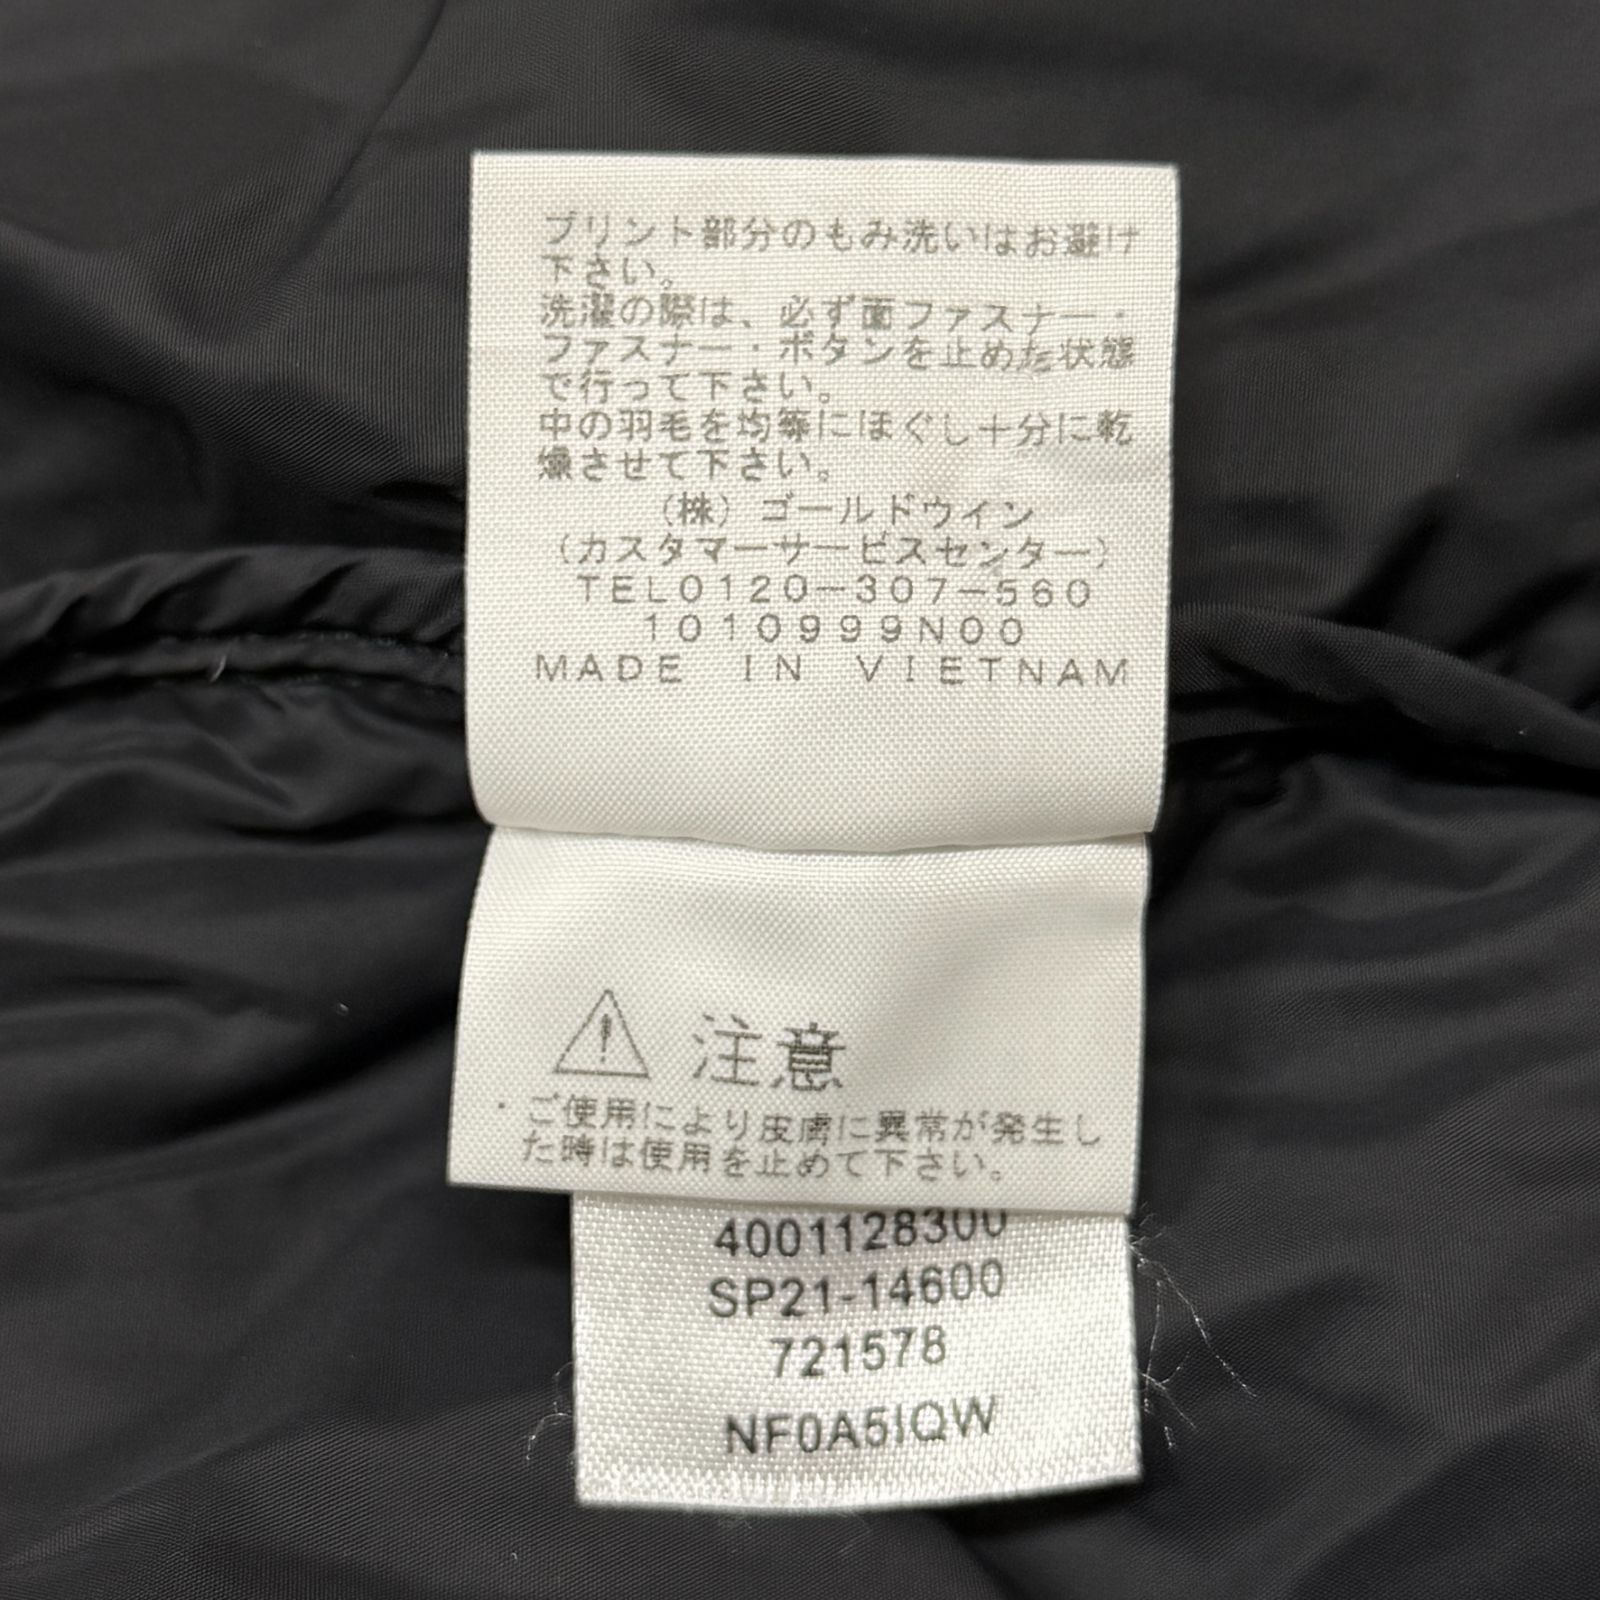 プリント部分のもみ洗いはお避け
下さい。
洗濯の際は、必ず面ファスナー・
ファスナー・ボタンを止めた状態
で行って下さい。
中の羽毛を均等にほぐし十分に乾
燥させて下さい。
(株)ゴールドウイン
(カスタマーサービスセンター)
TEL0120-307-560
1010999N00
MADE IN VIETNAM
注意
・ご使用により皮膚に異常が発生し
た時は使用を止めて下さい。
4001128300
SP21-14600
721578
NF0A5IQW